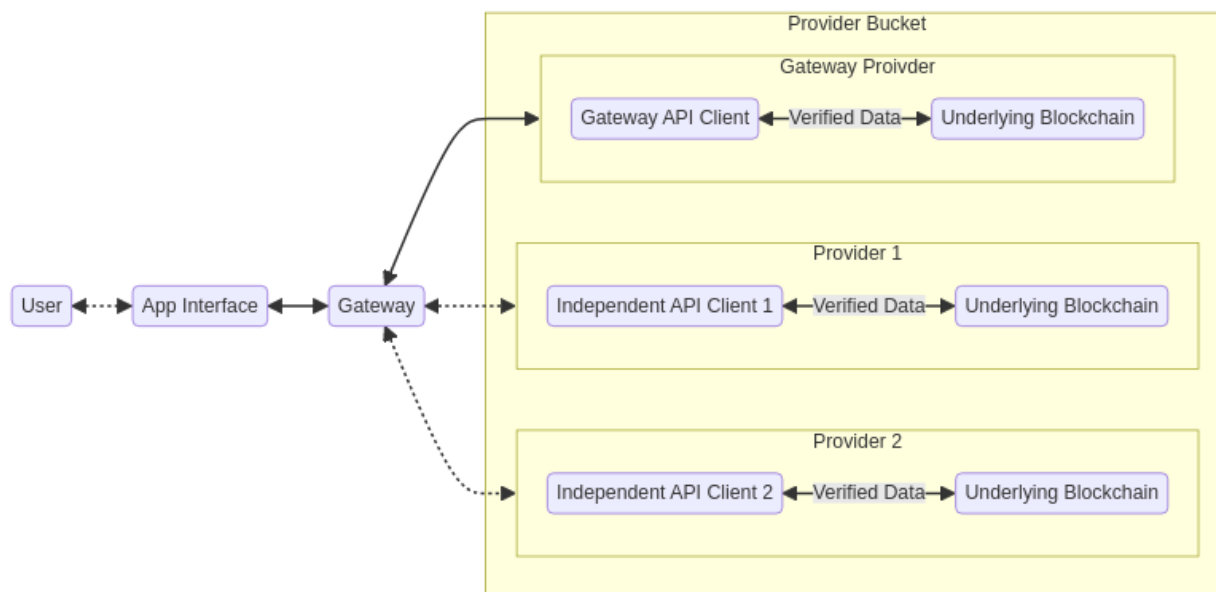 Provider Bucket
Gateway Proivder
Gateway API Client Verified Data Underlying Blockchain
Provider 1
User App Interface Gateway Independent API Client 1 Verified Data Underlying Blockchain
Provider 2
Independent API Client 2 Verified Data Underlying Blockchain